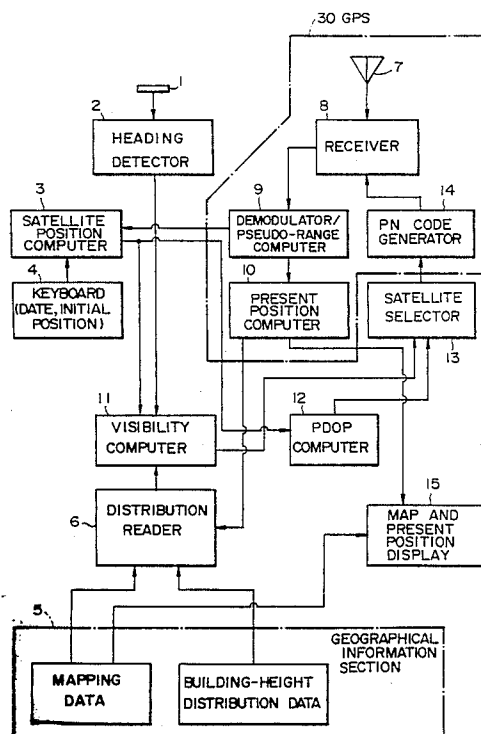 30 GPS
1
7
2
HEADING
DETECTOR
8
RECEIVER
3
SATELLITE
POSITION
COMPUTER
9
DEMODULATOR/
PSEUDO-RANGE
COMPUTER
14
PN CODE
GENERATOR
4
KEYBOARD
(DATE, INITIAL
POSITION)
10
PRESENT
POSITION
COMPUTER
SATELLITE
SELECTOR
13
11
VISIBILITY
COMPUTER
12
PDOP
COMPUTER
6
DISTRIBUTION
READER
15
MAP AND
PRESENT
POSITION
DISPLAY
5
GEOGRAPHICAL
INFORMATION
SECTION
MAPPING
DATA
BUILDING-HEIGHT
DISTRIBUTION DATA